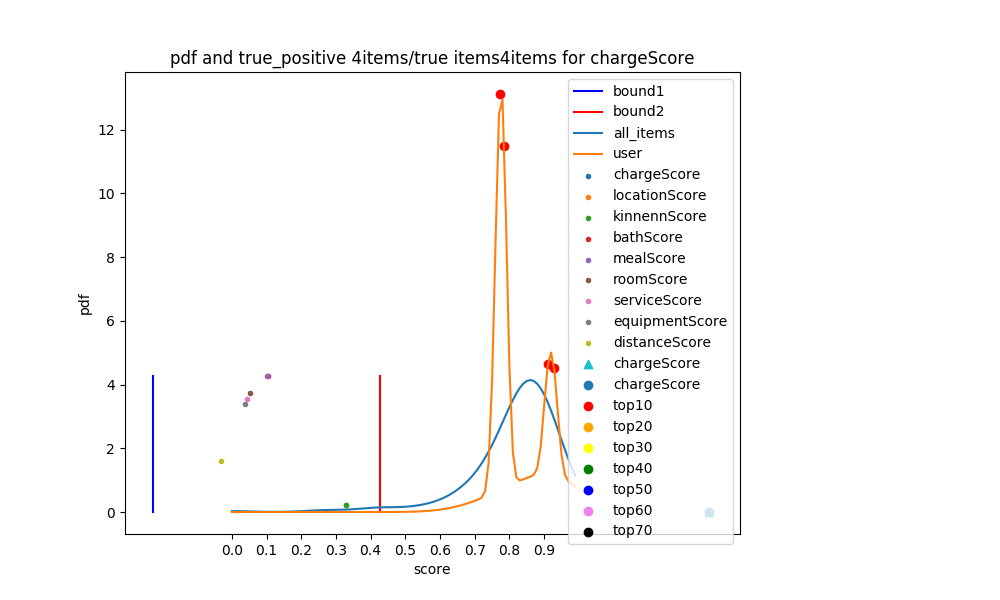 pdf and true_positive 4items/true items4items for chargeScore
pdf
12
10
8
6
4
2
0
0.0 0.1 0.2 0.3 0.4 0.5 0.6 0.7 0.8 0.9
score
bound1
bound2
all_items
user
chargeScore
locationScore
kinnennScore
bathScore
mealScore
roomScore
serviceScore
equipmentScore
distanceScore
chargeScore
chargeScore
top10
top20
top30
top40
top50
top60
top70